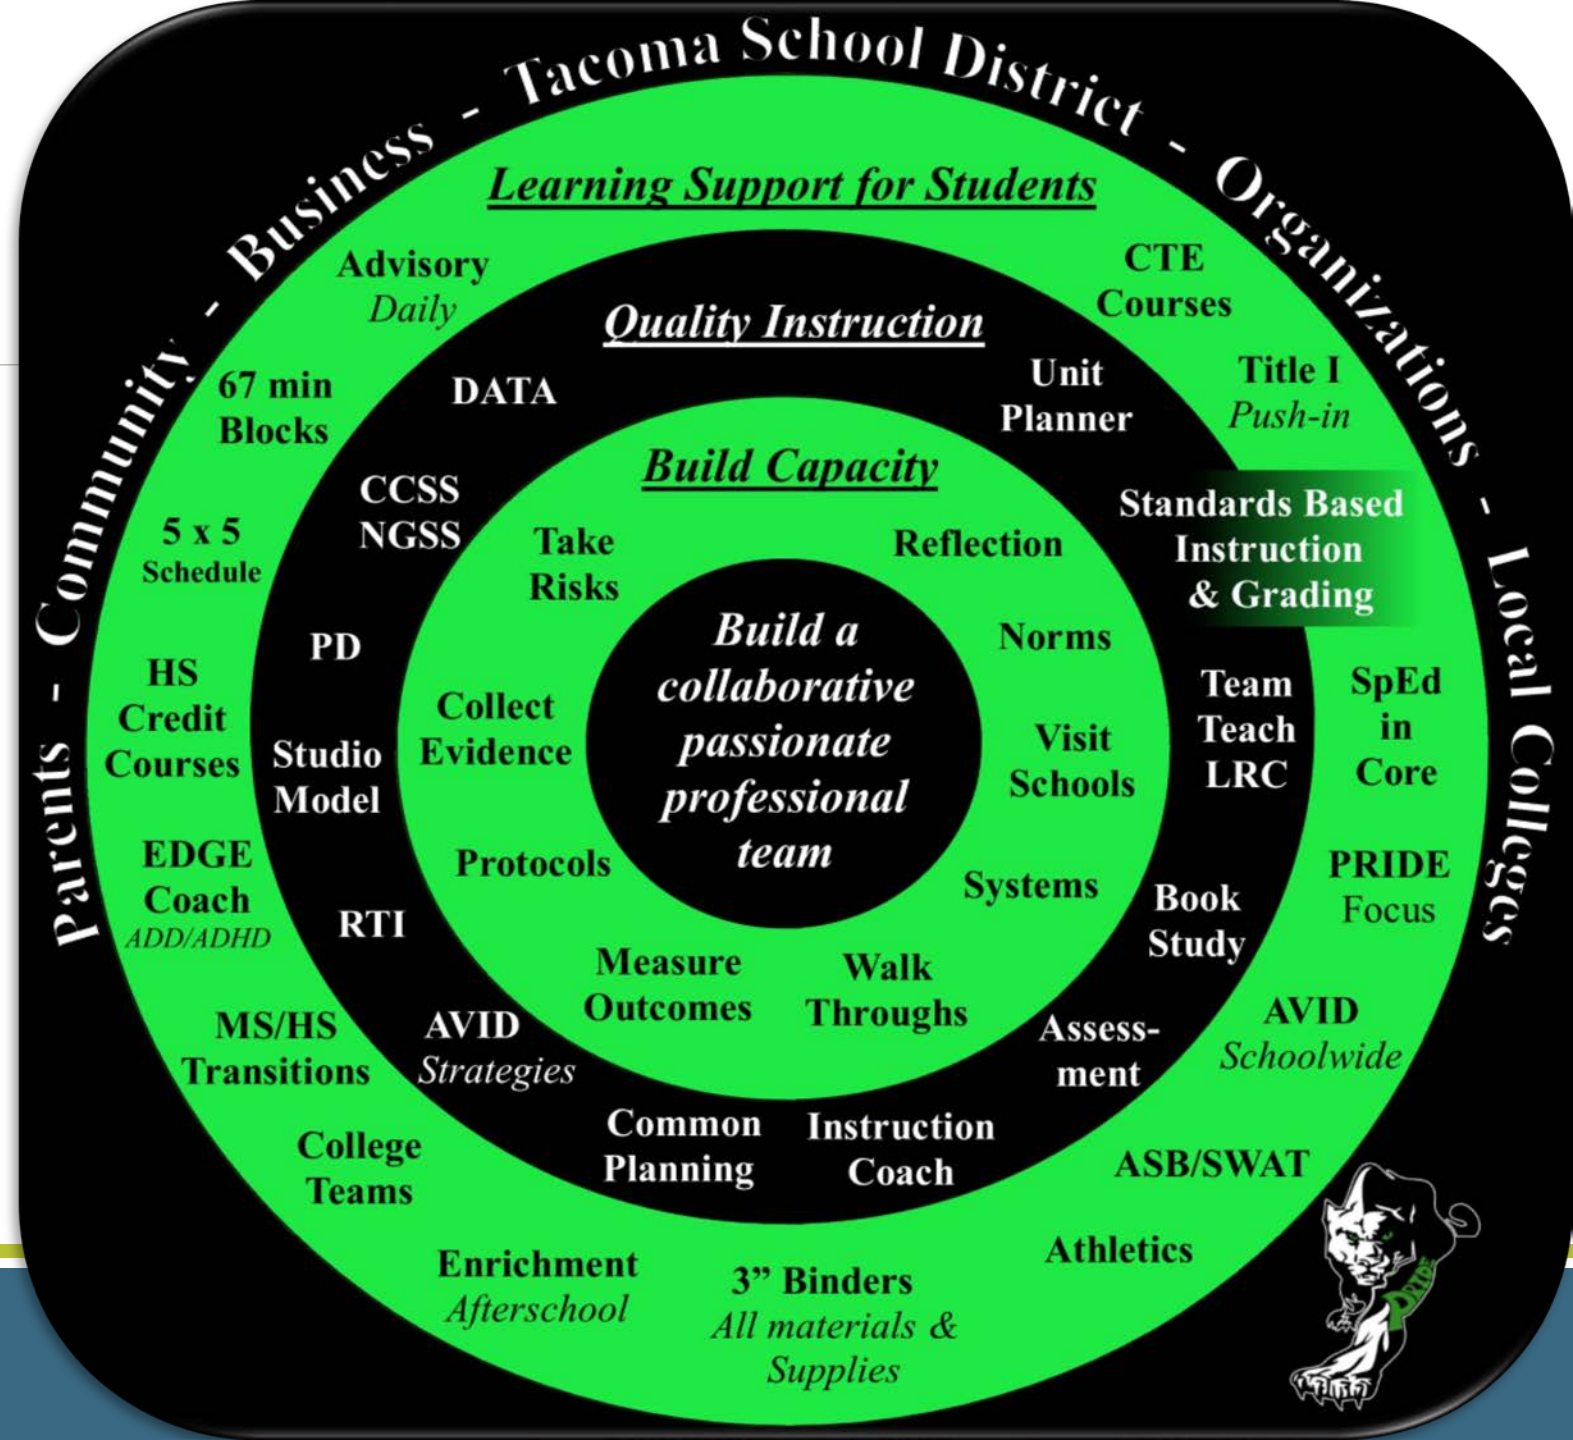 Parents - Community - Business - Tacoma School District - Organizations - Local Colleges
Learning Support for Students
Advisory
Daily
CTE
Courses
67 min
Blocks
Title I
Push-in
5 x 5
Schedule
HS
Credit
Courses
SpEd
in
Core
EDGE
Coach
ADD/ADHD
PRIDE
Focus
MS/HS
Transitions
AVID
Schoolwide
College
Teams
ASB/SWAT
Enrichment
Afterschool
3” Binders
All materials &
Supplies
Athletics
Quality Instruction
DATA
Unit
Planner
CCSS
NGSS
Standards Based
Instruction
& Grading
PD
Team
Teach
LRC
Studio
Model
RTI
Book
Study
AVID
Strategies
Assess-
ment
Common
Planning
Instruction
Coach
Build Capacity
Take
Risks
Reflection
Norms
Collect
Evidence
Visit
Schools
Protocols
Systems
Measure
Outcomes
Walk
Throughs
Build a
collaborative
passionate
professional
team
PRIDE